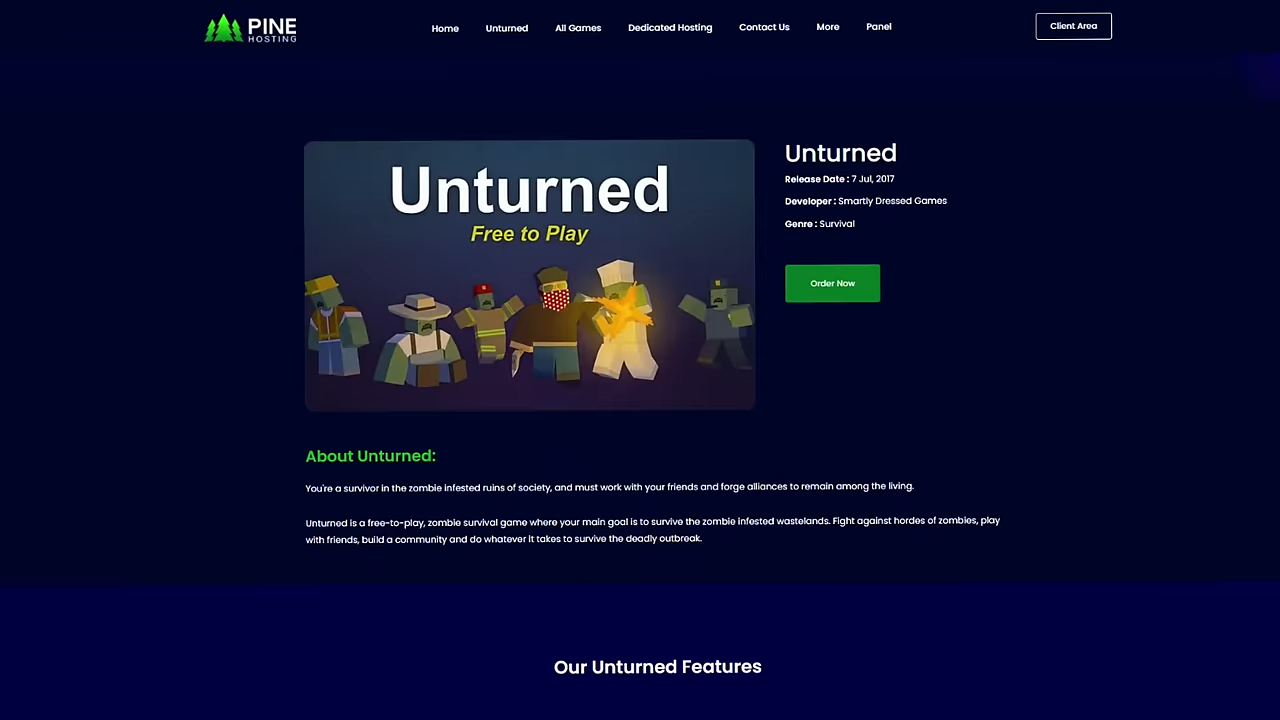 PINE
HOSTING
Home
Unturned
All Games
Dedicated Hosting
Contact Us
More
Panel
Client Area
Unturned
Free to Play
Unturned
Release Date : 7 Jul, 2017
Developer : Smartly Dressed Games
Genre : Survival
Order Now
About Unturned:
You're a survivor in the zombie infested ruins of society, and must work with your friends and forge alliances to remain among the living.
Unturned is a free-to-play, zombie survival game where your main goal is to survive the zombie infested wastelands. Fight against hordes of zombies, play
with friends, build a community and do whatever it takes to survive the deadly outbreak.
Our Unturned Features